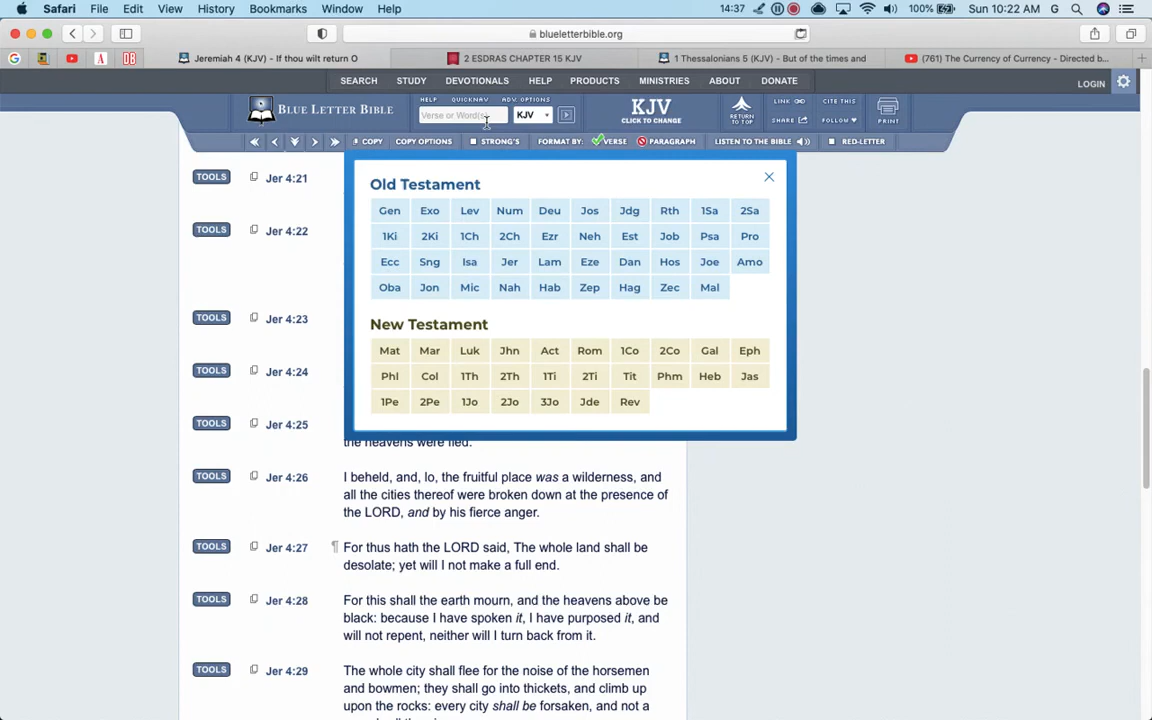 Safari File Edit View History Bookmarks Window Help 14:37 100% Sun 10:22 AM G
blueletterbible.org
Jeremiah 4 (KJV) - If thou wilt return O
2 ESDRAS CHAPTER 15 KJV
1 Thessalonians 5 (KJV) - But of the times and
(761) The Currency of Currency - Directed b...
SEARCH STUDY DEVOTIONALS HELP PRODUCTS MINISTRIES ABOUT DONATE LOGIN
BLUE LETTER BIBLE
HELP QUICKNAV ADV. OPTIONS
Verse or Word(s) KJV
KJV
CLICK TO CHANGE
RETURN
TO TOP
LINK CITE THIS
SHARE FOLLOW PRINT
COPY COPY OPTIONS STRONG'S FORMAT BY: VERSE PARAGRAPH LISTEN TO THE BIBLE RED-LETTER
Old Testament
Gen Exo Lev Num Deu Jos Jdg Rth 1Sa 2Sa
1Ki 2Ki 1Ch 2Ch Ezr Neh Est Job Psa Pro
Ecc Sng Isa Jer Lam Eze Dan Hos Joe Amo
Oba Jon Mic Nah Hab Zep Hag Zec Mal
New Testament
Mat Mar Luk Jhn Act Rom 1Co 2Co Gal Eph
Phl Col 1Th 2Th 1Ti 2Ti Tit Phm Heb Jas
1Pe 2Pe 1Jo 2Jo 3Jo Jde Rev
TOOLS Jer 4:21
TOOLS Jer 4:22
TOOLS Jer 4:23
TOOLS Jer 4:24
TOOLS Jer 4:25
the heavens were fled.
TOOLS Jer 4:26 I beheld, and, lo, the fruitful place was a wilderness, and
all the cities thereof were broken down at the presence of
the LORD, and by his fierce anger.
TOOLS Jer 4:27 ¶ For thus hath the LORD said, The whole land shall be
desolate; yet will I not make a full end.
TOOLS Jer 4:28 For this shall the earth mourn, and the heavens above be
black: because I have spoken it, I have purposed it, and
will not repent, neither will I turn back from it.
TOOLS Jer 4:29 The whole city shall flee for the noise of the horsemen
and bowmen; they shall go into thickets, and climb up
upon the rocks: every city shall be forsaken, and not a